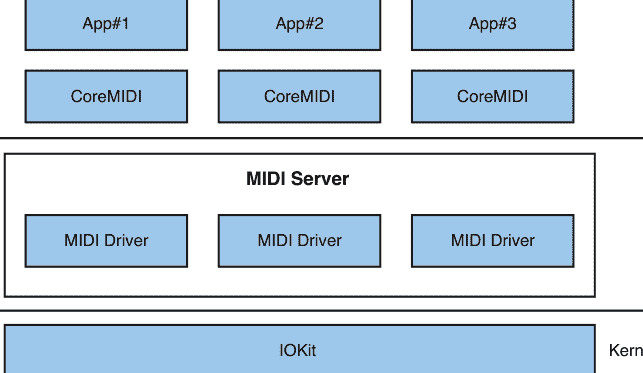 App#1 App#2 App#3
CoreMIDI CoreMIDI CoreMIDI
MIDI Server
MIDI Driver MIDI Driver MIDI Driver
IOKit Kern